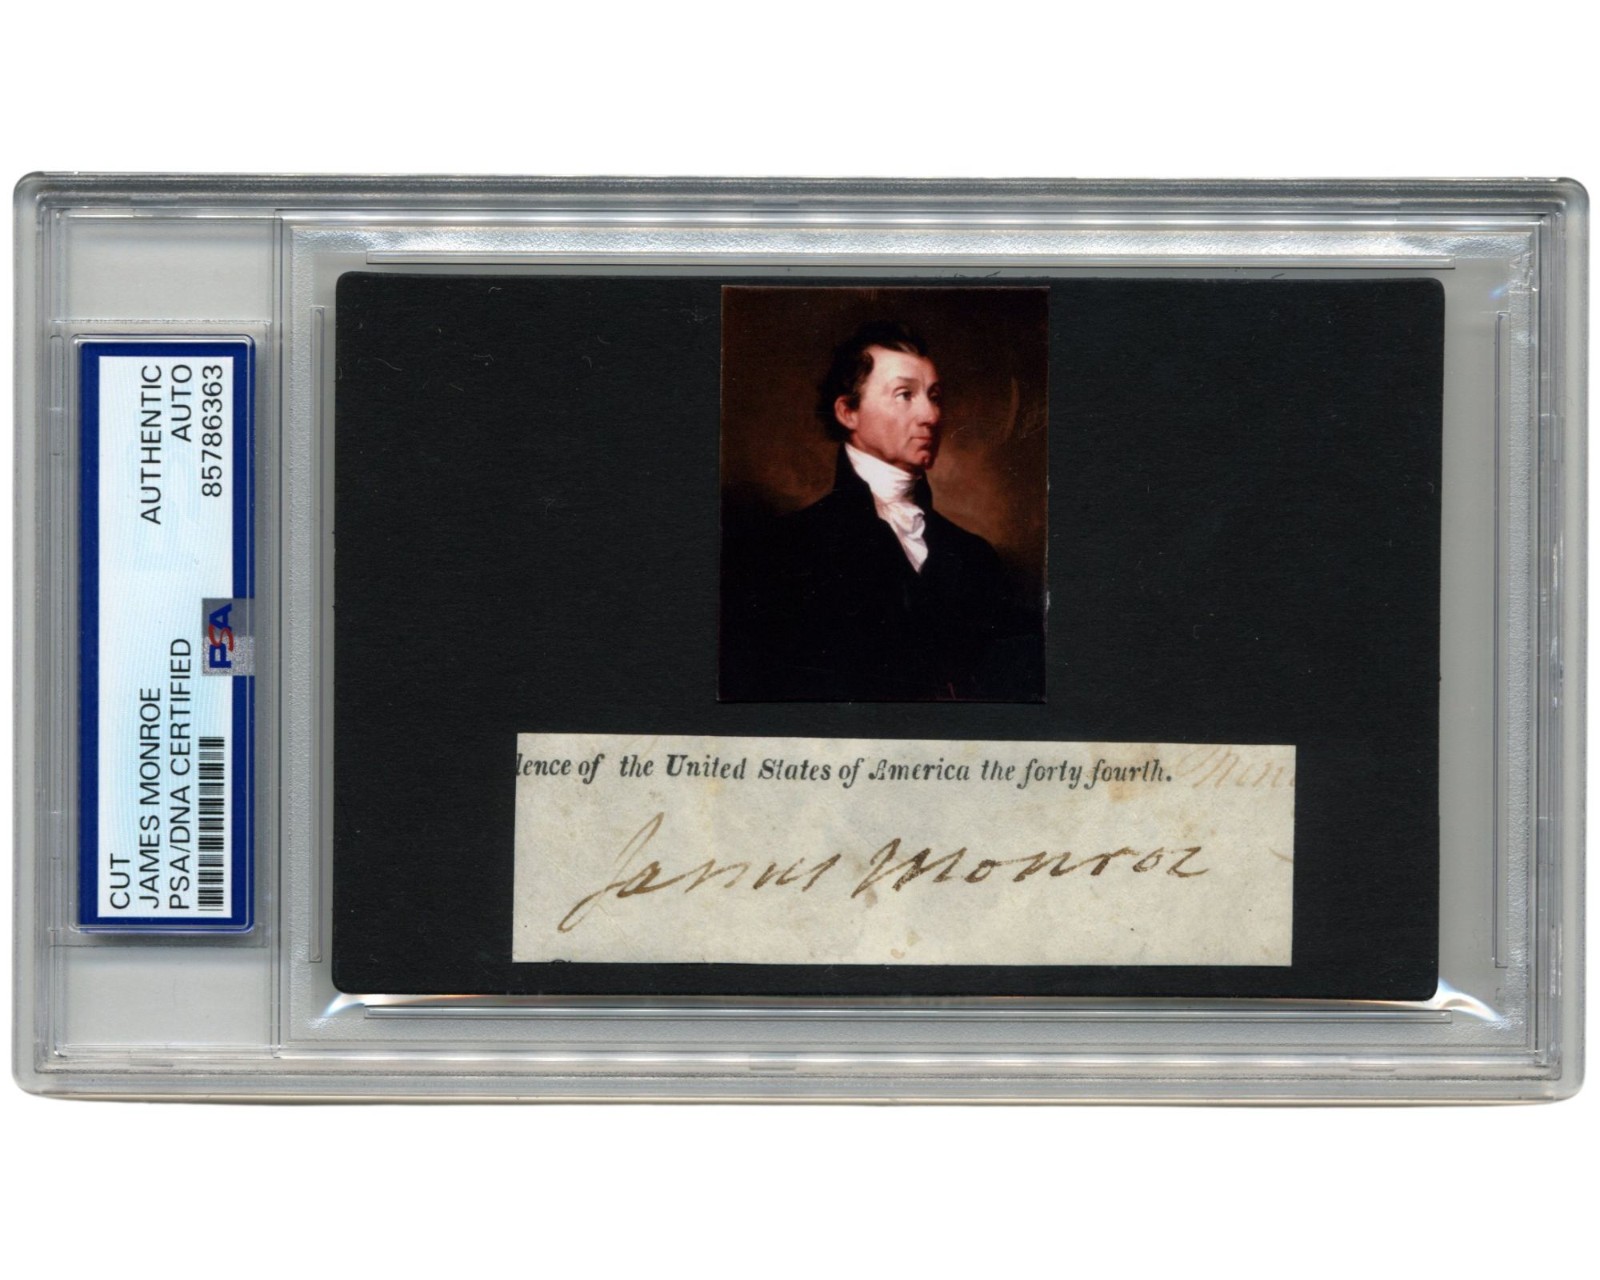 CUT
JAMES MONROE
PSA/DNA CERTIFIED
AUTHENTIC
AUTO
85786363
PSA
lence of the United States of America the forty fourth.
James Monroe